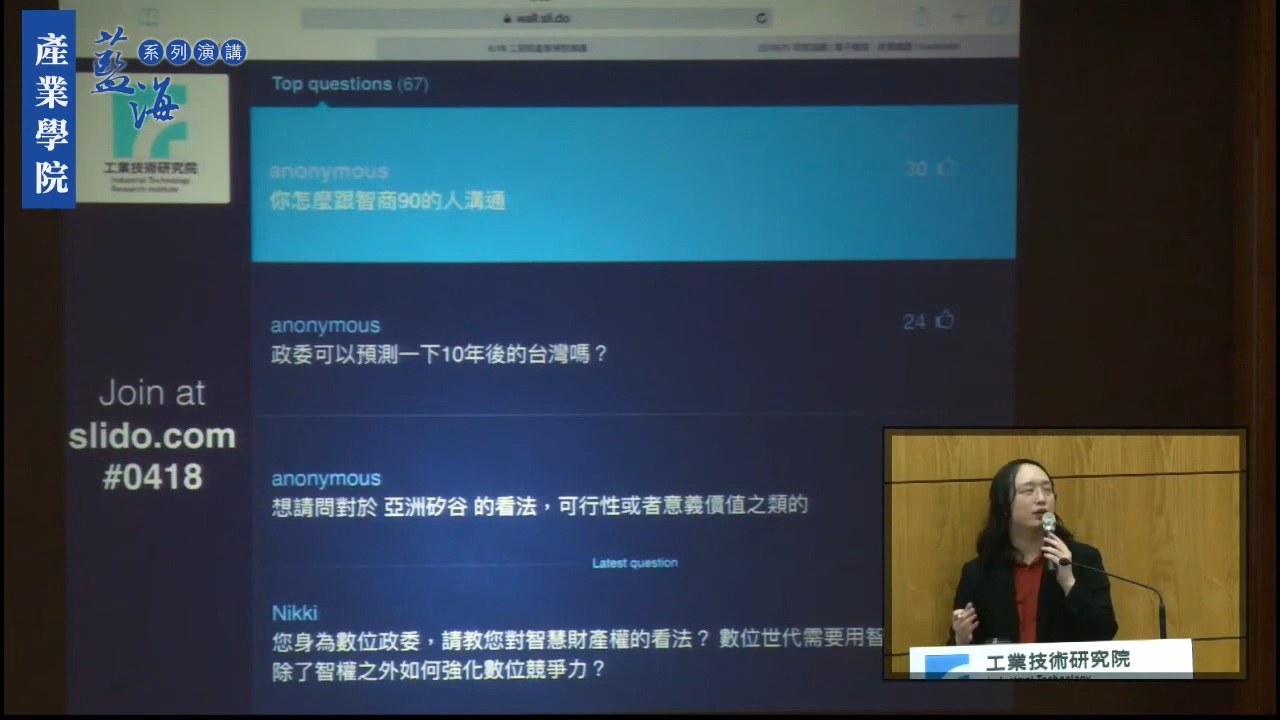 產業學院
藍海
系列演講
工業技術研究院
Industrial Technology
Research Institute
wall.sli.do
Top questions (67)
anonymous
30
你怎麼跟智商90的人溝通
anonymous
24
政委可以預測一下10年後的台灣嗎？
anonymous
想請問對於 亞洲矽谷 的看法，可行性或者意義價值之類的
Latest question
Nikki
您身為數位政委，請教您對智慧財產權的看法？ 數位世代需要用智
除了智權之外如何強化數位競爭力？
Join at
slido.com
#0418
工業技術研究院
Industrial Technology